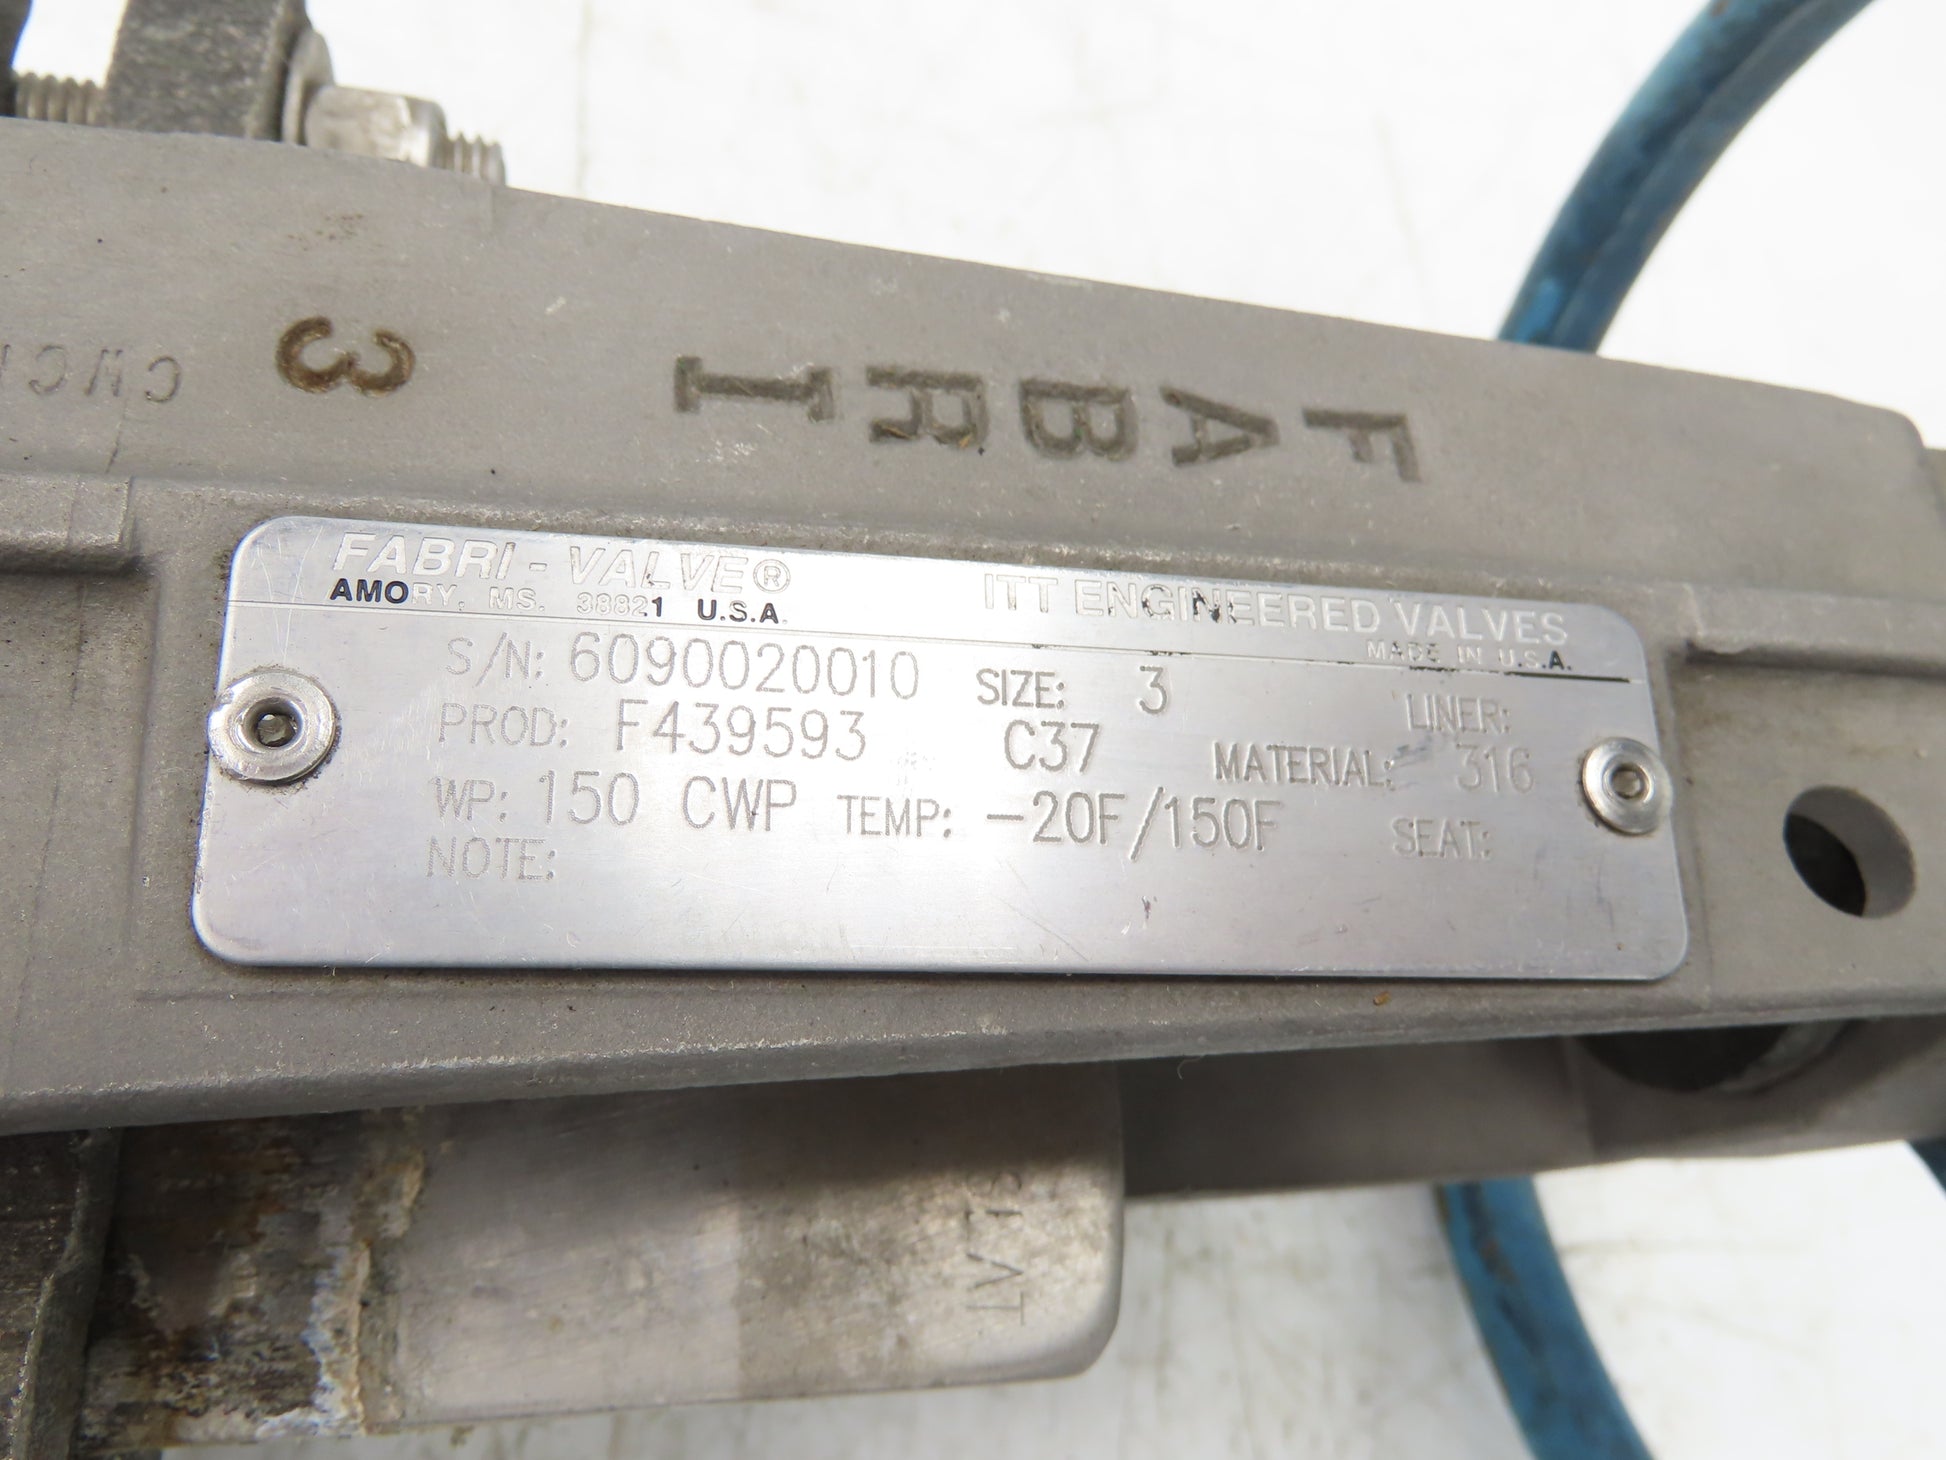 CWC
3
FABRI
FABRI-VALVE® ITT ENGINEERED VALVES
AMORY, MS. 38821 U.S.A. MADE IN U.S.A.
S/N: 6090020010 SIZE: 3 LINER:
PROD: F439593 C37 MATERIAL: 316
WP: 150 CWP TEMP: -20F/150F SEAT:
NOTE: